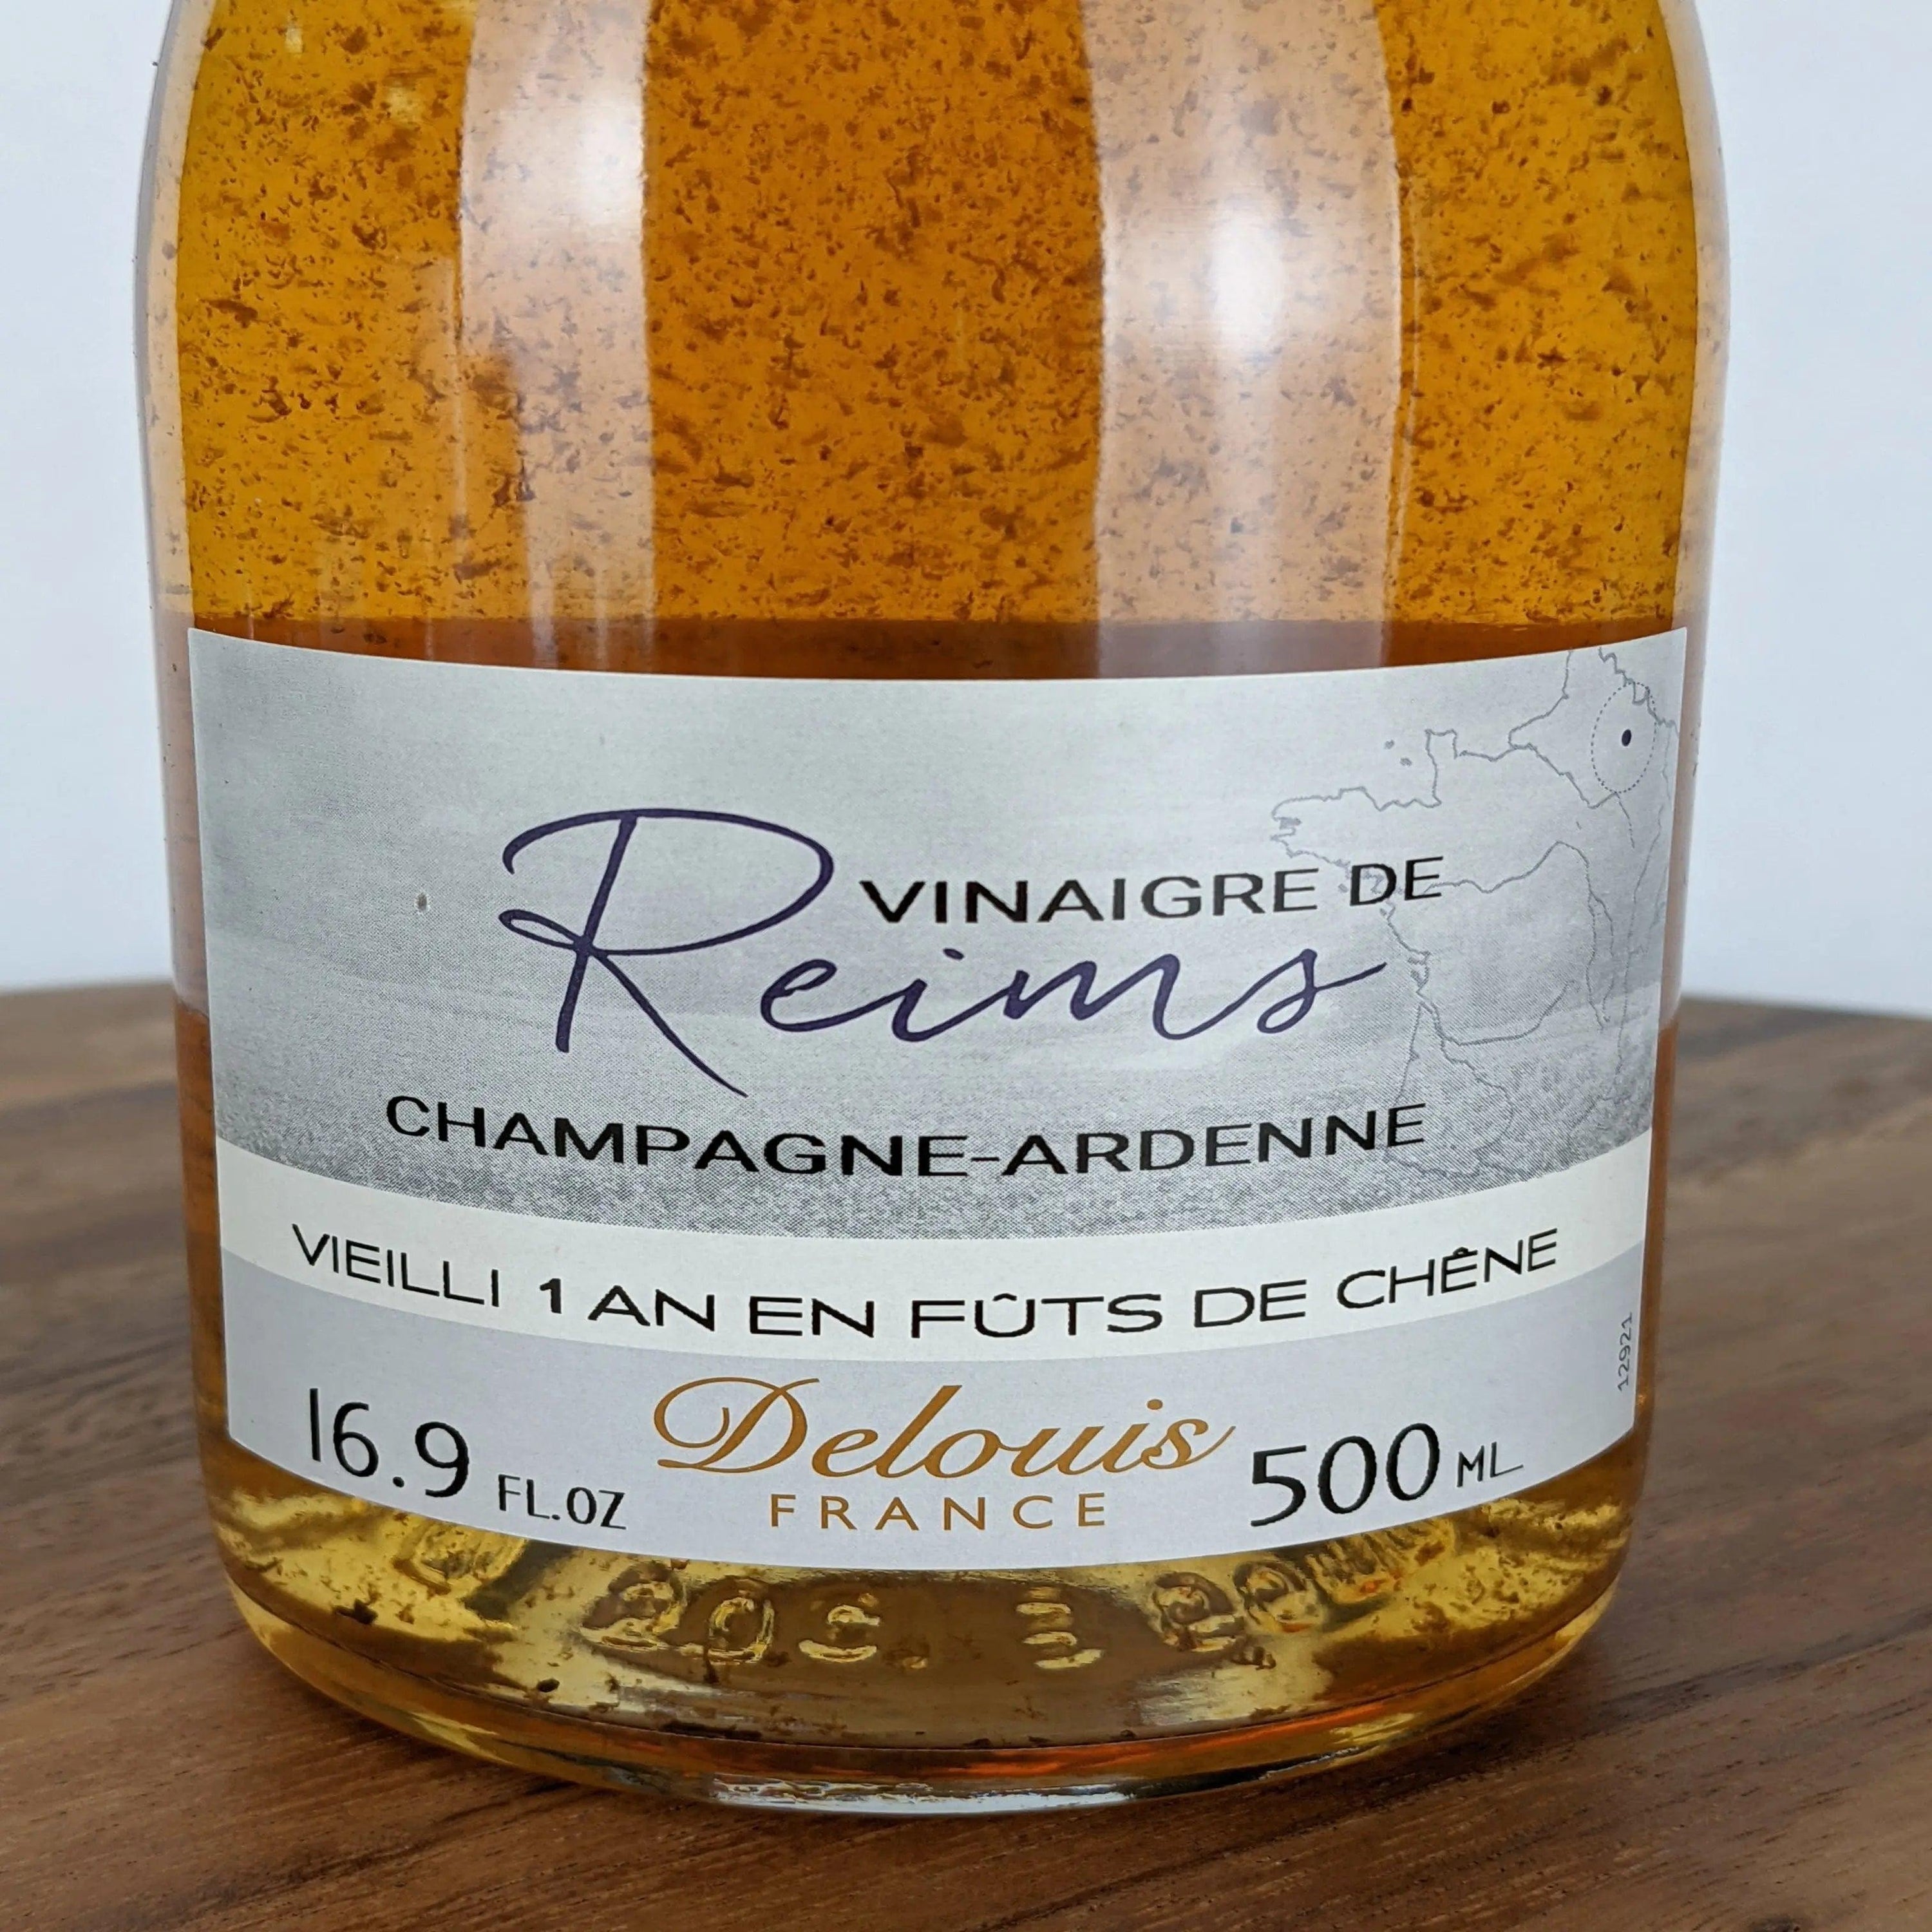 VINAIGRE DE
Reims
CHAMPAGNE-ARDENNE
VIEILLI 1 AN EN FÛTS DE CHÊNE
12921
16.9 FL.OZ
Delouis
FRANCE
500 ML